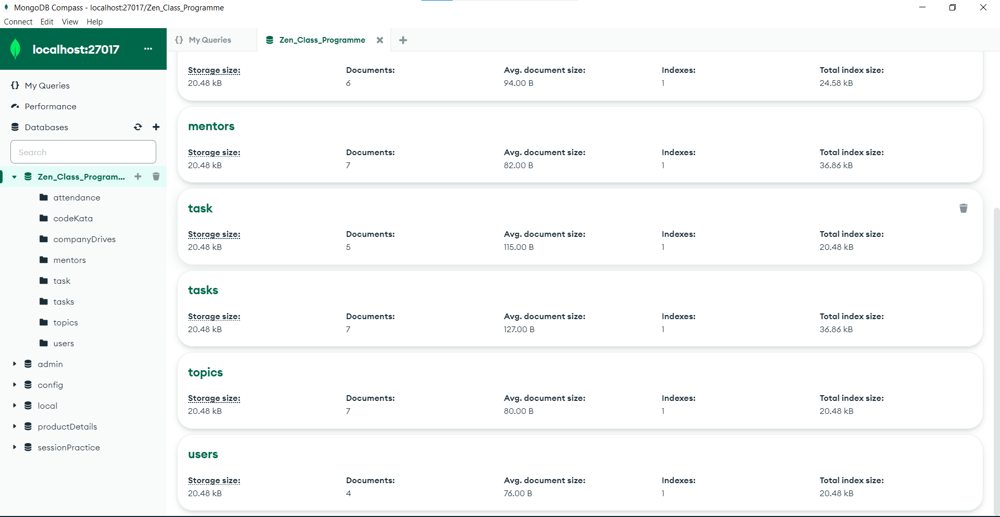 MongoDB Compass - localhost:27017/Zen_Class_Programme
Connect Edit View Help
localhost:27017 ...
My Queries
Performance
Databases
Search
Zen_Class_Program...
attendance
codeKata
companyDrives
mentors
task
tasks
topics
users
admin
config
local
productDetails
sessionPractice
{} My Queries Zen_Class_Programme
Storage size: Documents: Avg. document size: Indexes: Total index size:
20.48 kB 6 94.00 B 1 24.58 kB
mentors
Storage size: Documents: Avg. document size: Indexes: Total index size:
20.48 kB 7 82.00 B 1 36.86 kB
task
Storage size: Documents: Avg. document size: Indexes: Total index size:
20.48 kB 5 115.00 B 1 20.48 kB
tasks
Storage size: Documents: Avg. document size: Indexes: Total index size:
20.48 kB 7 127.00 B 1 36.86 kB
topics
Storage size: Documents: Avg. document size: Indexes: Total index size:
20.48 kB 7 80.00 B 1 20.48 kB
users
Storage size: Documents: Avg. document size: Indexes: Total index size:
20.48 kB 4 76.00 B 1 20.48 kB